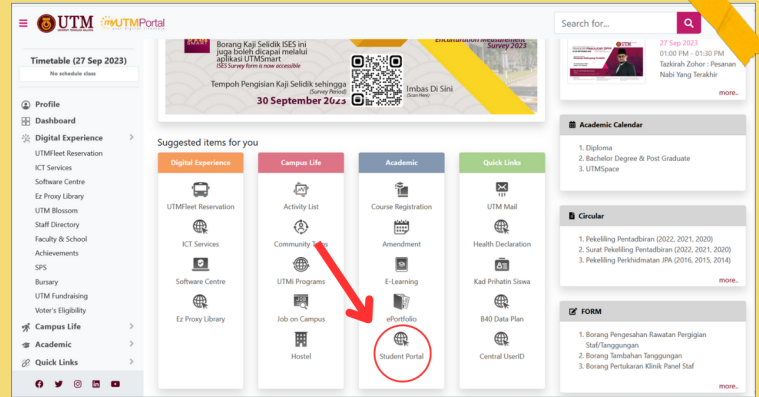 UTM
UNIVERSITI TEKNOLOGI MALAYSIA
myUTMPortal
Search for...
Timetable (27 Sep 2023)
No schedule class
Profile
Dashboard
Digital Experience
UTMFleet Reservation
ICT Services
Software Centre
Ez Proxy Library
UTM Blossom
Staff Directory
Faculty & School
Achievements
SPS
Bursary
UTM Fundraising
Voter's Eligibility
Campus Life
Academic
Quick Links
SMART
Borang Kaji Selidik ISES ini
juga boleh dicapai melalui
aplikasi UTMSmart
ISES Survey form is now accessible
Tempoh Pengisian Kaji Selidik sehingga
(Survey Period)
30 September 2023
Imbas Di Sini
(Scan Here)
Enculturation Measurement
Survey 2023
Suggested items for you
Digital Experience
UTMFleet Reservation
ICT Services
Software Centre
Ez Proxy Library
Campus Life
Activity List
Community
UTMi Programs
Job on Campus
Hostel
Academic
Course Registration
Amendment
E-Learning
ePortfolio
Student Portal
Quick Links
UTM Mail
Health Declaration
Kad Prihatin Siswa
B40 Data Plan
Central UserID
27 Sep 2023
01:00 PM - 01:30 PM
Tazkirah Zohor : Pesanan
Nabi Yang Terakhir
more..
Academic Calendar
1. Diploma
2. Bachelor Degree & Post Graduate
3. UTMSpace
Circular
1. Pekeliling Pentadbiran (2022, 2021, 2020)
2. Surat Pekeliling Pentadbiran (2022, 2021, 2020)
3. Pekeliling Perkhidmatan JPA (2016, 2015, 2014)
more..
FORM
1. Borang Pengesahan Rawatan Pergigian
Staf/Tanggungan
2. Borang Tambahan Tanggungan
3. Borang Pertukaran Klinik Panel Staf
more..